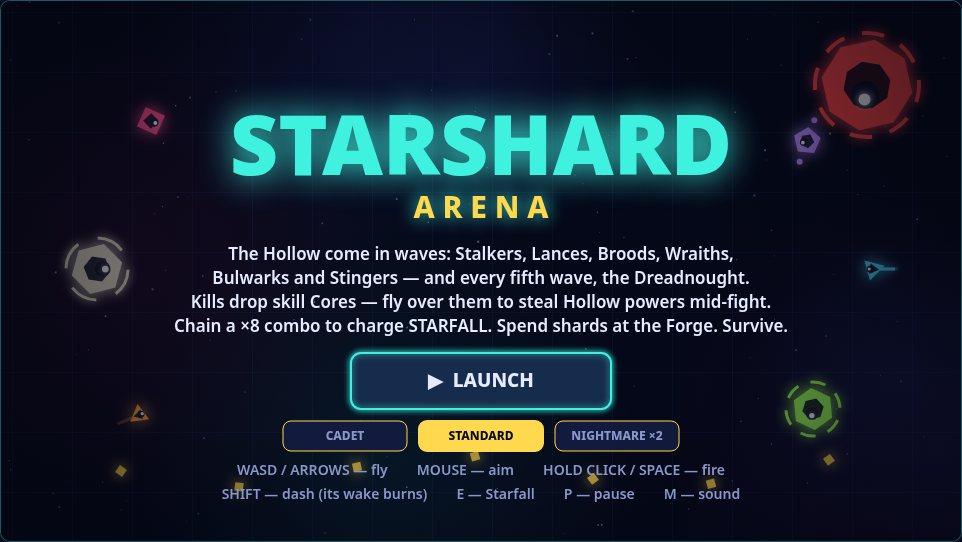 STARSHARD
ARENA
The Hollow come in waves: Stalkers, Lances, Broods, Wraiths,
Bulwarks and Stingers — and every fifth wave, the Dreadnought.
Kills drop skill Cores — fly over them to steal Hollow powers mid-fight.
Chain a ×8 combo to charge STARFALL. Spend shards at the Forge. Survive.
▶ LAUNCH
CADET STANDARD NIGHTMARE ×2
WASD / ARROWS — fly MOUSE — aim HOLD CLICK / SPACE — fire
SHIFT — dash (its wake burns) E — Starfall P — pause M — sound